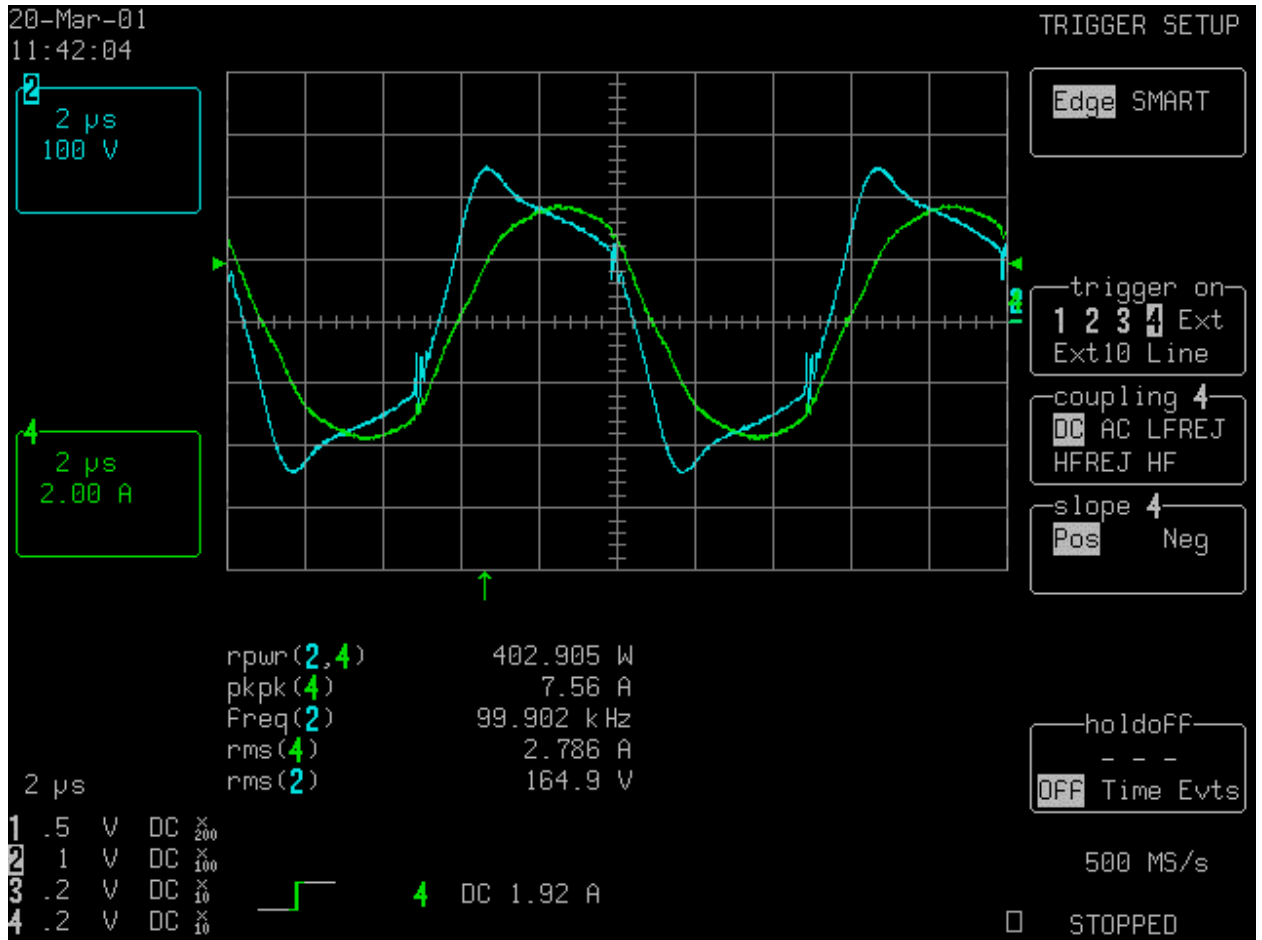 20-Mar-01
11:42:04
TRIGGER SETUP
2
2 µs
100 V
Edge SMART
trigger on
1 2 3 4 Ext
Ext10 Line
coupling 4
DC AC LFREJ
HFREJ HF
4
2 µs
2.00 A
slope 4
Pos Neg
rpwr(2,4) 402.905 W
pkpk(4) 7.56 A
Freq(2) 99.902 kHz
rms(4) 2.786 A
rms(2) 164.9 V
holdoff
- - -
OFF Time Evts
2 µs
1 .5 V DC x200
2 1 V DC x100
3 .2 V DC x10
4 .2 V DC x10
4 DC 1.92 A
500 MS/s
STOPPED